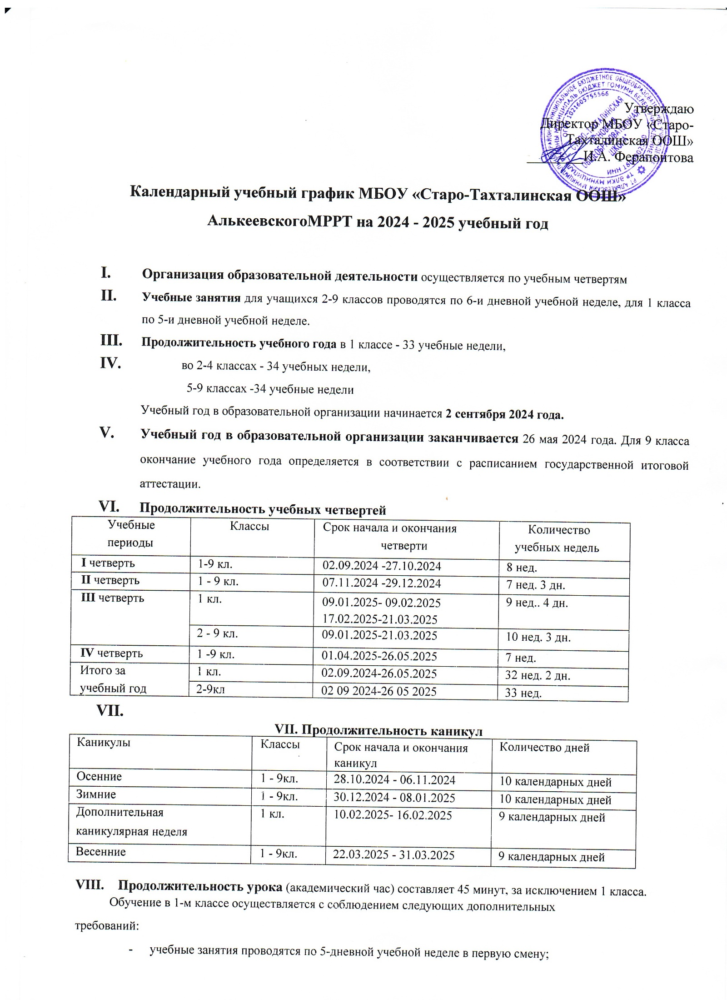 Утверждаю
Директор МБОУ «Старо-
Тахталинская ООШ»
________И.А. Ферапонтова
МУНИЦИПАЛЬНОЕ БЮДЖЕТНОЕ ОБЩЕОБРАЗОВАТЕЛЬНОЕ УЧРЕЖДЕНИЕ
МУНИЦИПАЛЬ БЮДЖЕТ ГОМУМИ БЕЛЕМ
ОГРН 1021605755566
ОСНОВНАЯ
ОБЩЕОБРАЗОВАТЕЛЬНАЯ
ШКОЛА"
Календарный учебный график МБОУ «Старо-Тахталинская ООШ»
АлькеевскогоМРРТ на 2024 - 2025 учебный год
I. Организация образовательной деятельности осуществляется по учебным четвертям
II. Учебные занятия для учащихся 2-9 классов проводятся по 6-и дневной учебной неделе, для 1 класса
по 5-и дневной учебной неделе.
III. Продолжительность учебного года в 1 классе - 33 учебные недели,
IV. во 2-4 классах - 34 учебных недели,
5-9 классах -34 учебные недели
Учебный год в образовательной организации начинается 2 сентября 2024 года.
V. Учебный год в образовательной организации заканчивается 26 мая 2024 года. Для 9 класса
окончание учебного года определяется в соответствии с расписанием государственной итоговой
аттестации.
VI. Продолжительность учебных четвертей
Учебные периоды Классы Срок начала и окончания четверти Количество учебных недель
I четверть 1-9 кл. 02.09.2024 -27.10.2024 8 нед.
II четверть 1 - 9 кл. 07.11.2024 -29.12.2024 7 нед. 3 дн.
III четверть 1 кл. 09.01.2025- 09.02.2025 9 нед.. 4 дн.
17.02.2025-21.03.2025
2 - 9 кл. 09.01.2025-21.03.2025 10 нед. 3 дн.
IV четверть 1 -9 кл. 01.04.2025-26.05.2025 7 нед.
Итого за 1 кл. 02.09.2024-26.05.2025 32 нед. 2 дн.
учебный год 2-9кл 02 09 2024-26 05 2025 33 нед.
VII.
VII. Продолжительность каникул
Каникулы Классы Срок начала и окончания каникул Количество дней
Осенние 1 - 9кл. 28.10.2024 - 06.11.2024 10 календарных дней
Зимние 1 - 9кл. 30.12.2024 - 08.01.2025 10 календарных дней
Дополнительная 1 кл. 10.02.2025- 16.02.2025 9 календарных дней
каникулярная неделя
Весенние 1 - 9кл. 22.03.2025 - 31.03.2025 9 календарных дней
VIII. Продолжительность урока (академический час) составляет 45 минут, за исключением 1 класса.
Обучение в 1-м классе осуществляется с соблюдением следующих дополнительных
требований:
- учебные занятия проводятся по 5-дневной учебной неделе в первую смену;